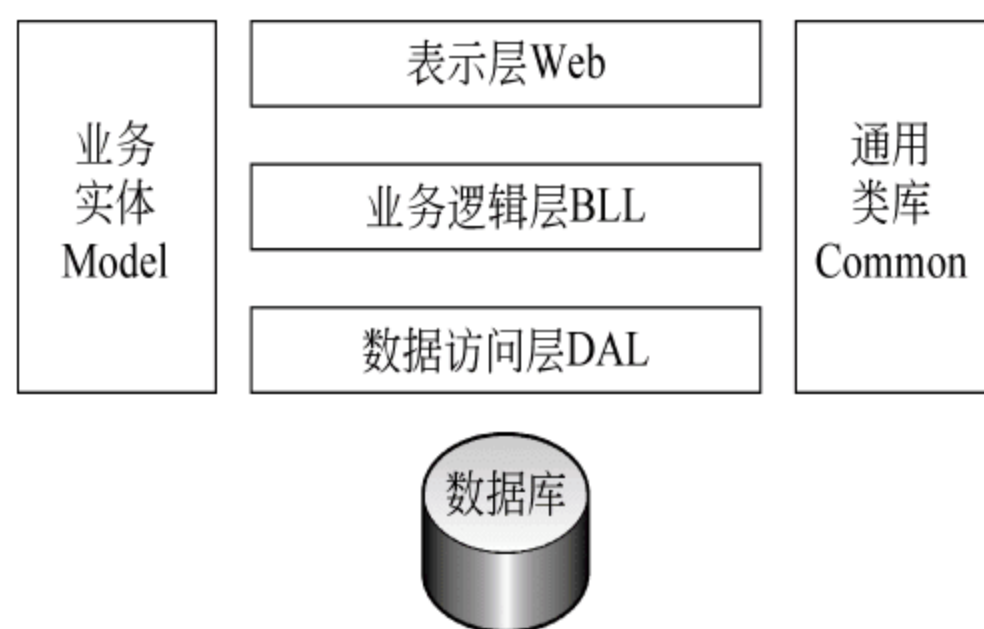 业务
实体
Model
表示层Web
业务逻辑层BLL
数据访问层DAL
通用
类库
Common
数据库